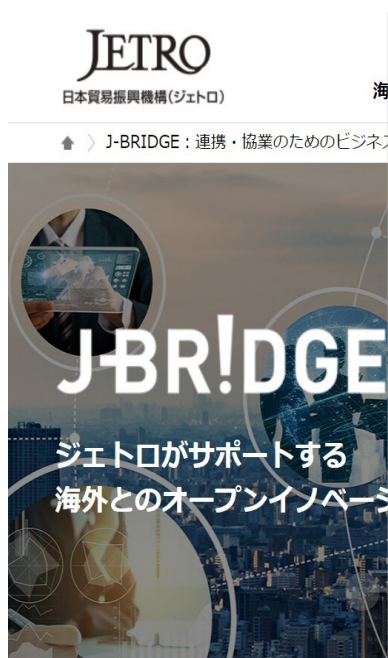 JETRO
日本貿易振興機構(ジェトロ)
海
〉 J-BRIDGE：連携・協業のためのビジネス
J-BR!DGE
ジェトロがサポートする
海外とのオープンイノベーシ